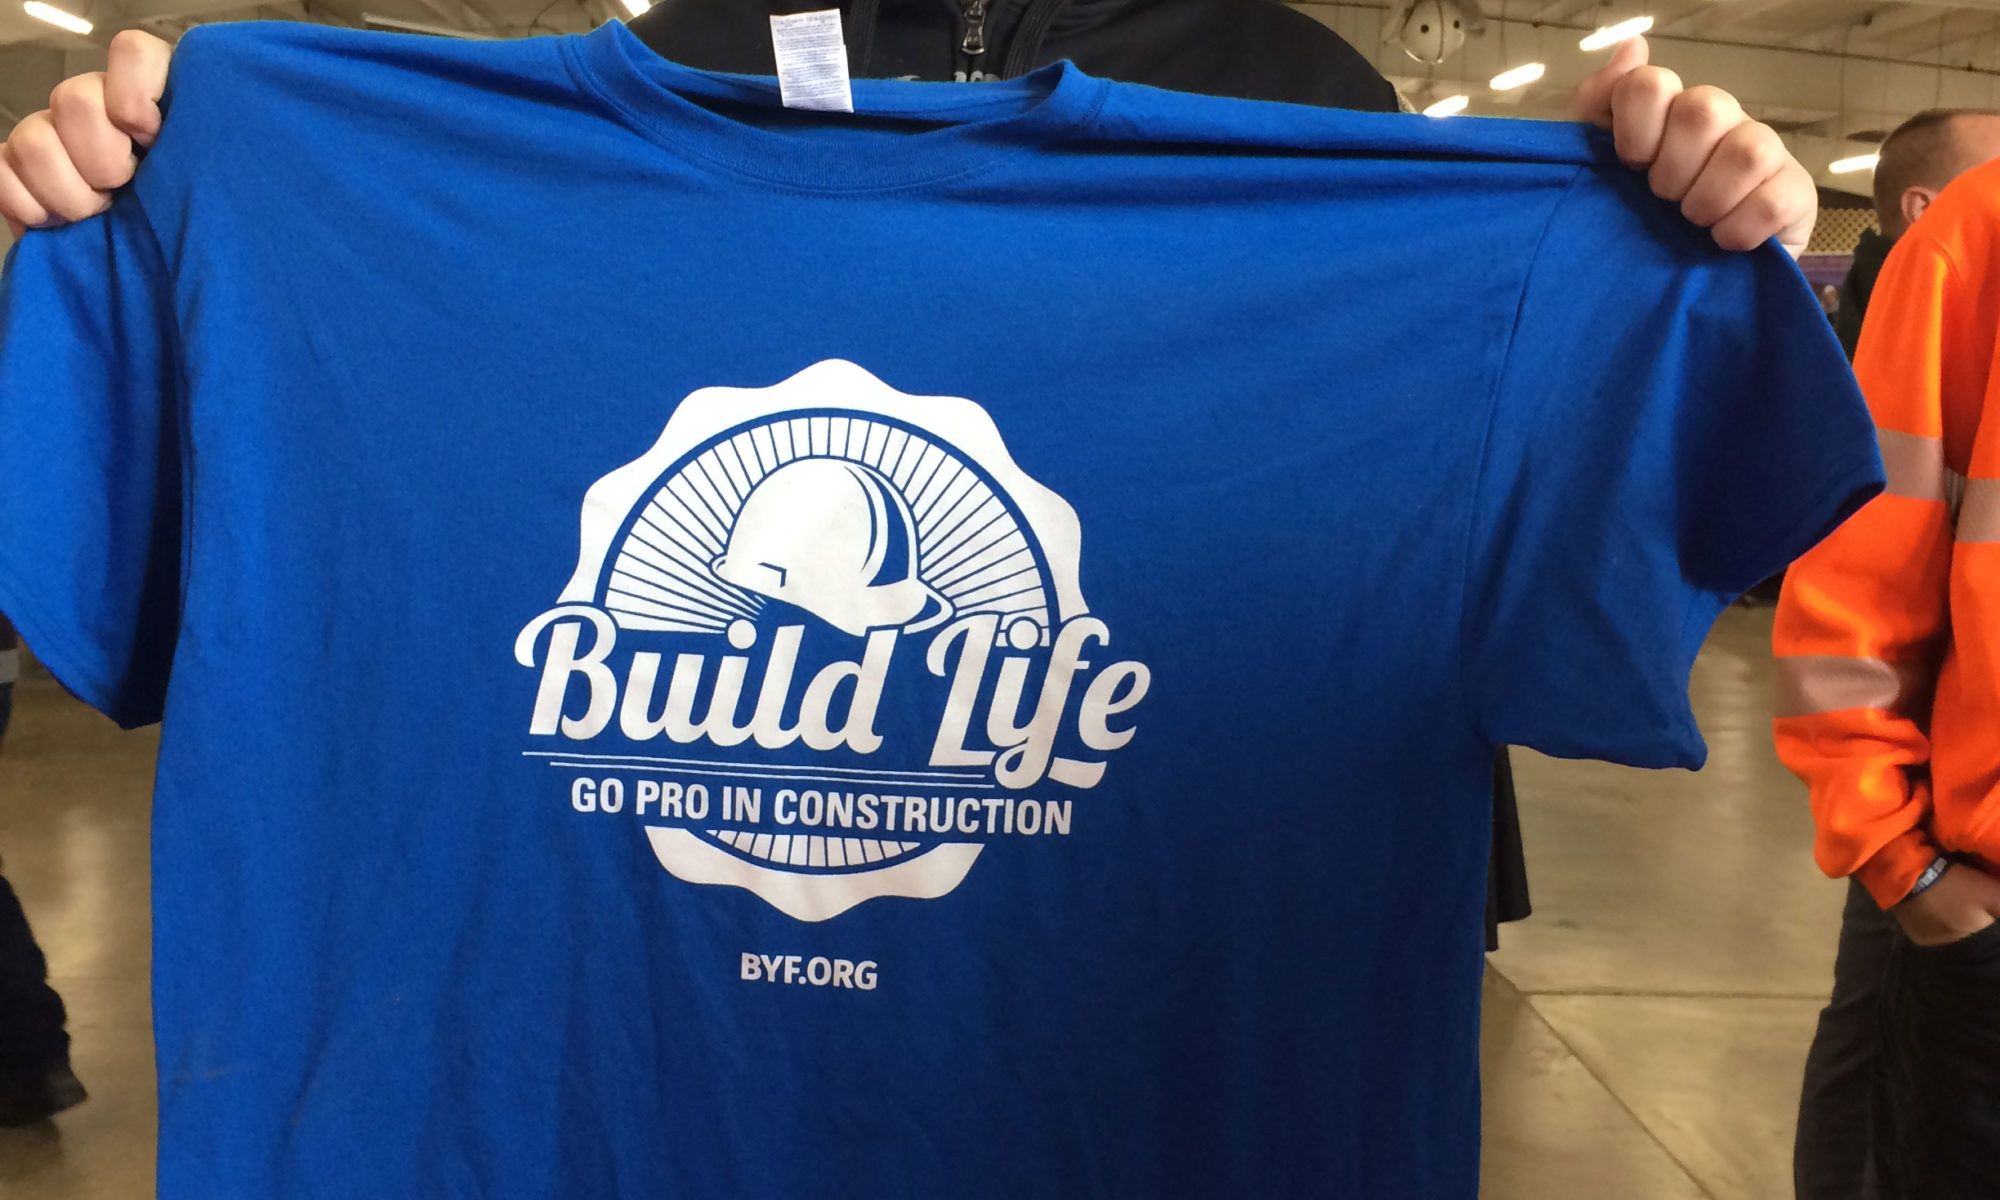 Build Life
GO PRO IN CONSTRUCTION
BYF.ORG